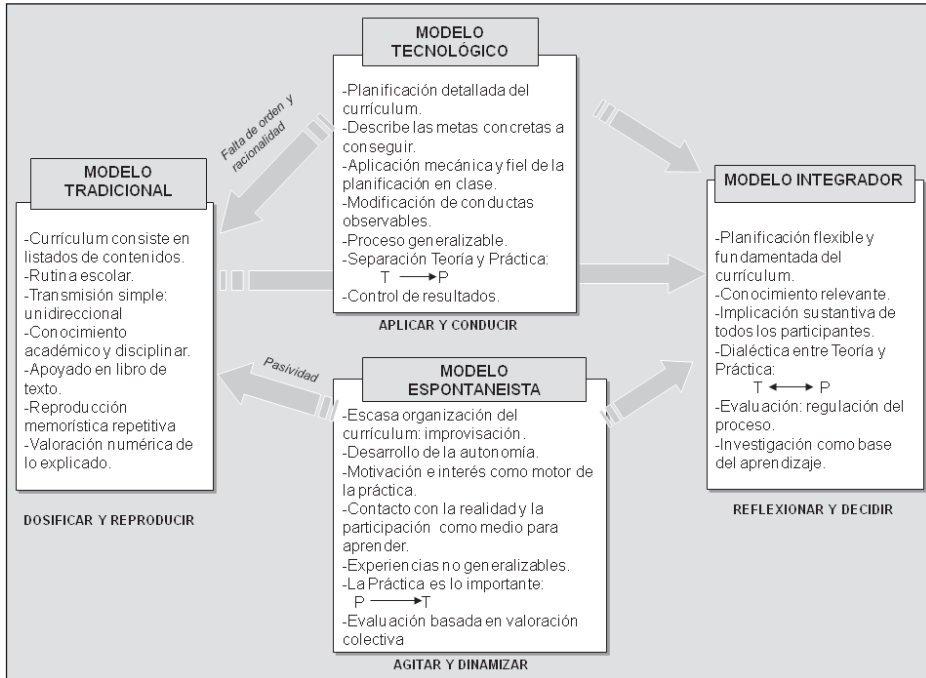 MODELO
TECNOLÓGICO
-Planificación detallada del
currículum.
-Describe las metas concretas a
conseguir.
-Aplicación mecánica y fiel de la
planificación en clase.
-Modificación de conductas
observables.
-Proceso generalizable.
-Separación Teoría y Práctica:
T → P
-Control de resultados.
APLICAR Y CONDUCIR
Falta de orden y
racionalidad
MODELO
TRADICIONAL
-Currículum consiste en
listados de contenidos.
-Rutina escolar.
-Transmisión simple:
unidireccional
-Conocimiento
académico y disciplinar.
-Apoyado en libro de
texto.
-Reproducción
memorística repetitiva
-Valoración numérica de
lo explicado.
DOSIFICAR Y REPRODUCIR
Pasividad
MODELO
ESPONTANEISTA
-Escasa organización del
currículum: improvisación.
-Desarrollo de la autonomía.
-Motivación e interés como motor de
la práctica.
-Contacto con la realidad y la
participación como medio para
aprender.
-Experiencias no generalizables.
-La Práctica es lo importante:
P → T
-Evaluación basada en valoración
colectiva
AGITAR Y DINAMIZAR
MODELO INTEGRADOR
-Planificación flexible y
fundamentada del
currículum.
-Conocimiento relevante.
-Implicación sustantiva de
todos los participantes.
-Dialéctica entre Teoría y
Práctica:
T ↔ P
-Evaluación: regulación del
proceso.
-Investigación como base
del aprendizaje.
REFLEXIONAR Y DECIDIR